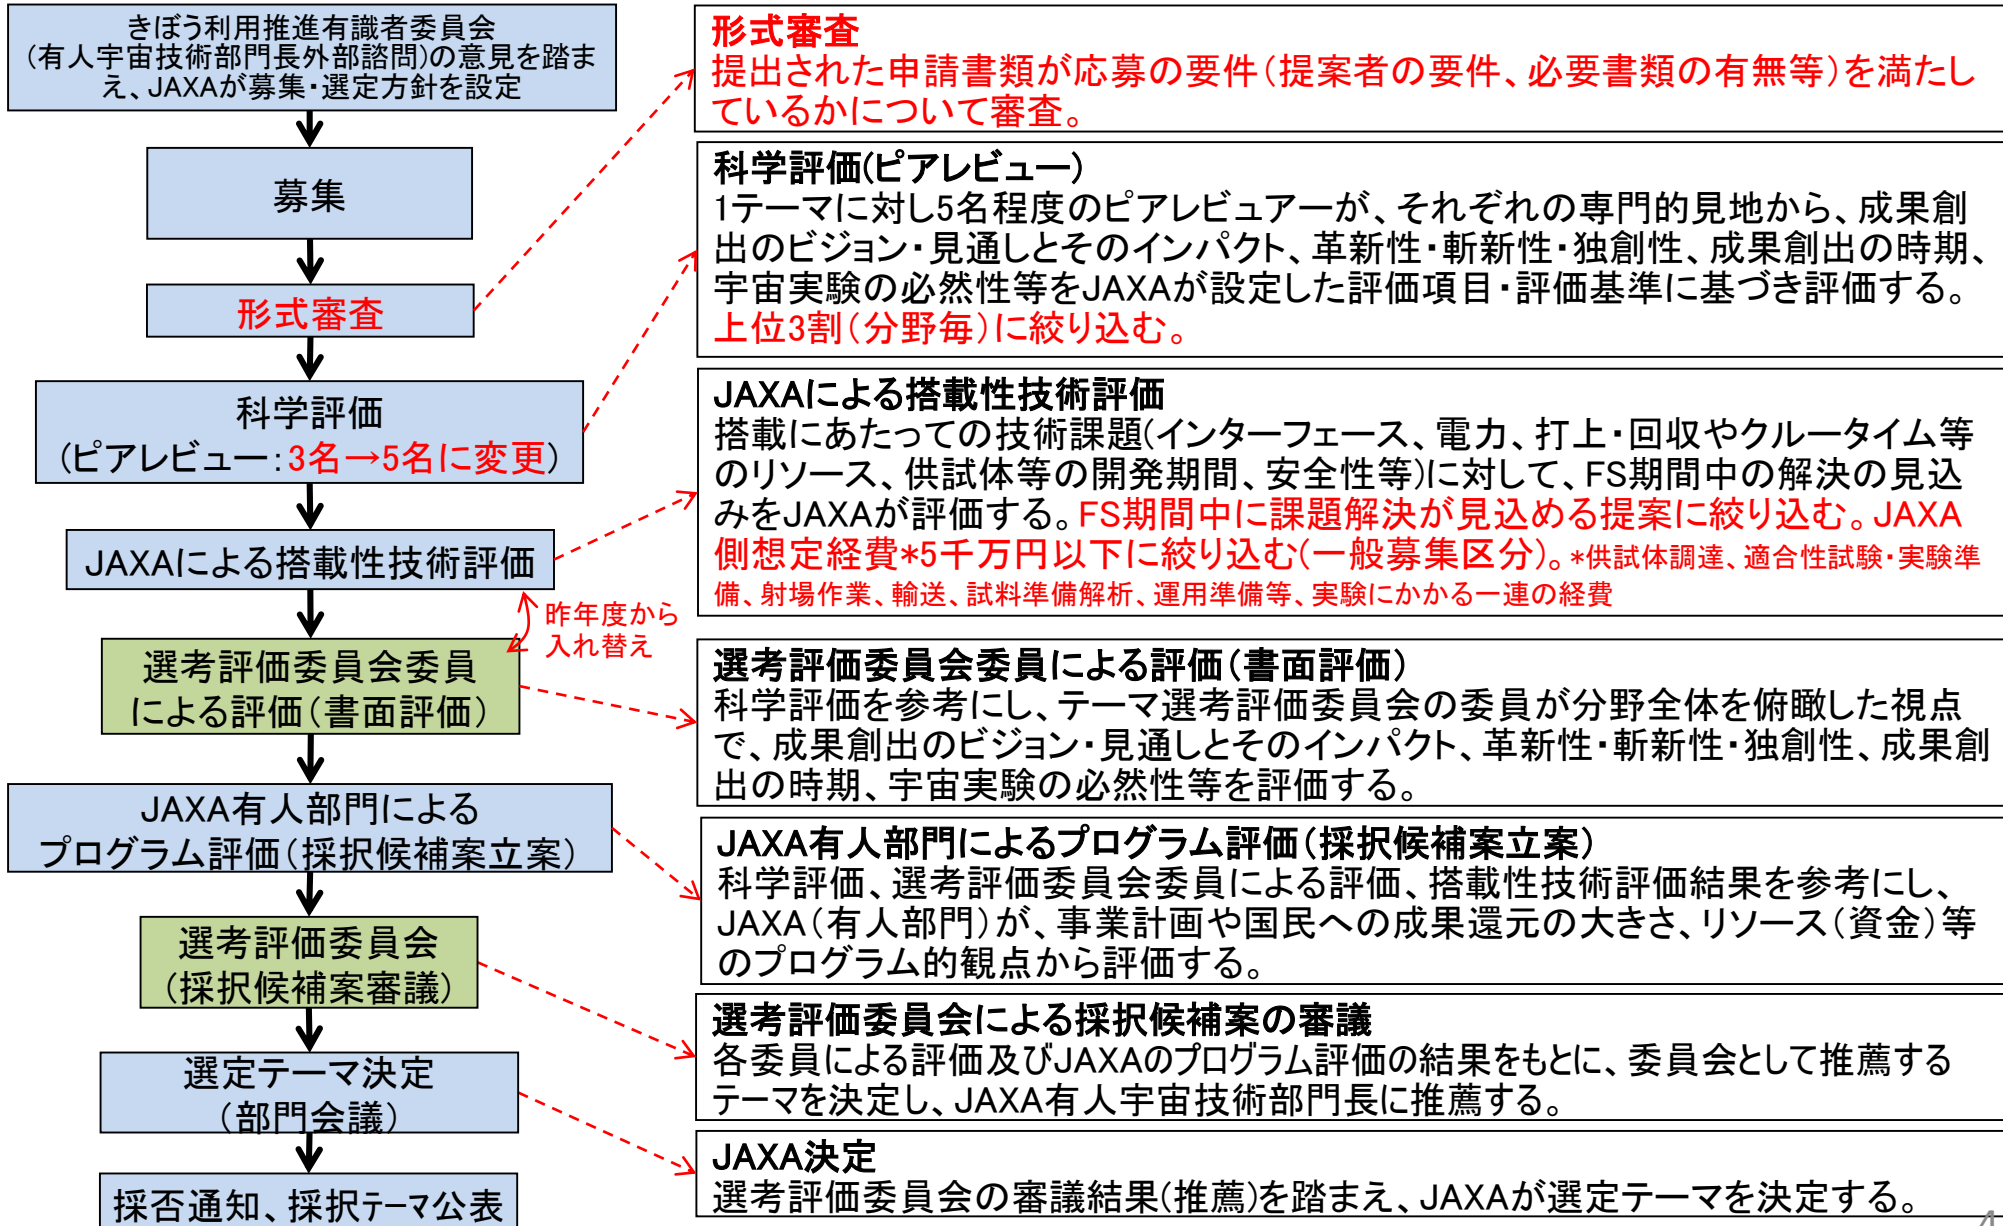 きぼう利用推進有識者委員会
(有人宇宙技術部門長外部諮問)の意見を踏ま
え、JAXAが募集・選定方針を設定
募集
形式審査
科学評価
(ピアレビュー：3名→5名に変更)
JAXAによる搭載性技術評価
昨年度から
入れ替え
選考評価委員会委員
による評価(書面評価)
JAXA有人部門による
プログラム評価(採択候補案立案)
選考評価委員会
(採択候補案審議)
選定テーマ決定
(部門会議)
採否通知、採択テーマ公表
形式審査
提出された申請書類が応募の要件(提案者の要件、必要書類の有無等)を満たし
ているかについて審査。
科学評価(ピアレビュー)
1テーマに対し5名程度のピアレビュアーが、それぞれの専門的見地から、成果創
出のビジョン・見通しとそのインパクト、革新性・斬新性・独創性、成果創出の時期、
宇宙実験の必然性等をJAXAが設定した評価項目・評価基準に基づき評価する。
上位3割(分野毎)に絞り込む。
JAXAによる搭載性技術評価
搭載にあたっての技術課題(インターフェース、電力、打上・回収やクルータイム等
のリソース、供試体等の開発期間、安全性等)に対して、FS期間中の解決の見込
みをJAXAが評価する。FS期間中に課題解決が見込める提案に絞り込む。JAXA
側想定経費*5千万円以下に絞り込む(一般募集区分)。*供試体調達、適合性試験・実験準
備、射場作業、輸送、試料準備解析、運用準備等、実験にかかる一連の経費
選考評価委員会委員による評価(書面評価)
科学評価を参考にし、テーマ選考評価委員会の委員が分野全体を俯瞰した視点
で、成果創出のビジョン・見通しとそのインパクト、革新性・斬新性・独創性、成果創
出の時期、宇宙実験の必然性等を評価する。
JAXA有人部門によるプログラム評価(採択候補案立案)
科学評価、選考評価委員会委員による評価、搭載性技術評価結果を参考にし、
JAXA(有人部門)が、事業計画や国民への成果還元の大きさ、リソース(資金)等
のプログラム的観点から評価する。
選考評価委員会による採択候補案の審議
各委員による評価及びJAXAのプログラム評価の結果をもとに、委員会として推薦する
テーマを決定し、JAXA有人宇宙技術部門長に推薦する。
JAXA決定
選考評価委員会の審議結果(推薦)を踏まえ、JAXAが選定テーマを決定する。